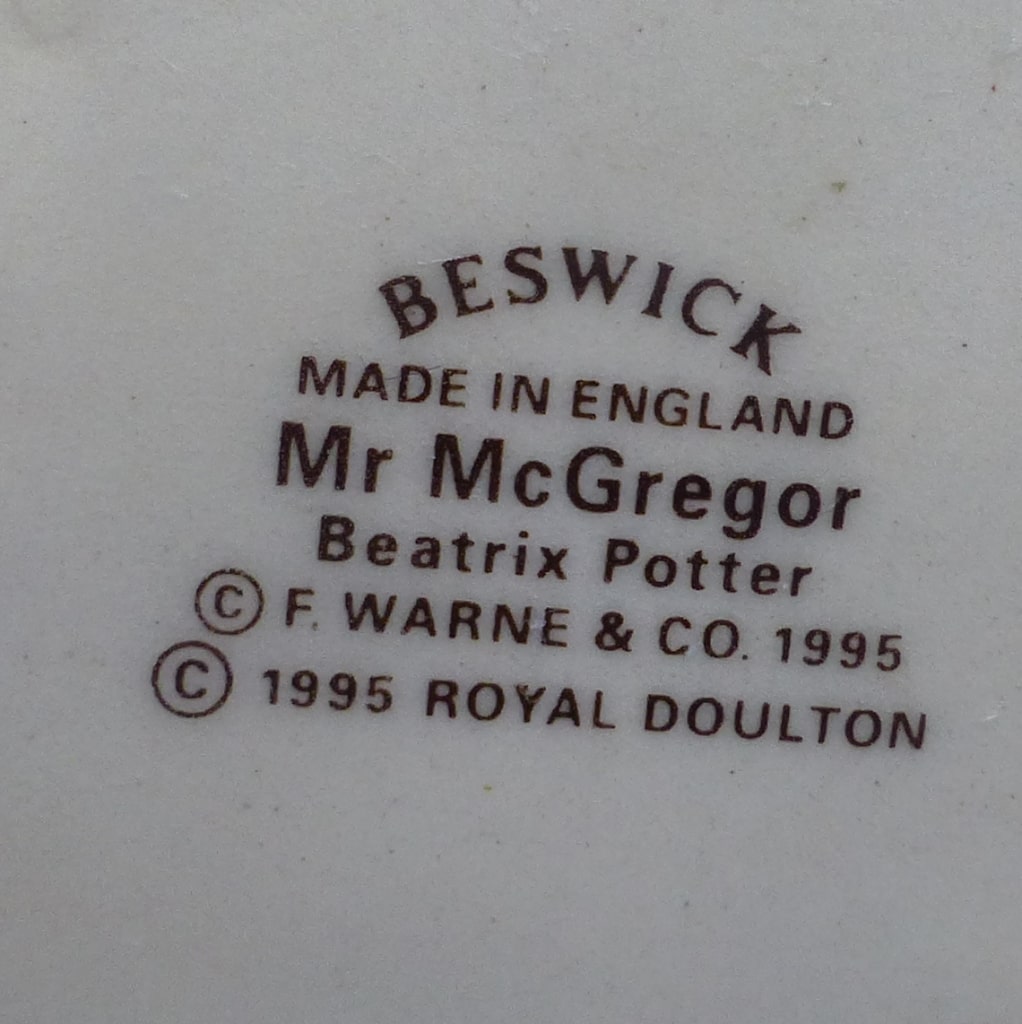 BESWICK
MADE IN ENGLAND
Mr McGregor
Beatrix Potter
© F. WARNE & CO. 1995
© 1995 ROYAL DOULTON